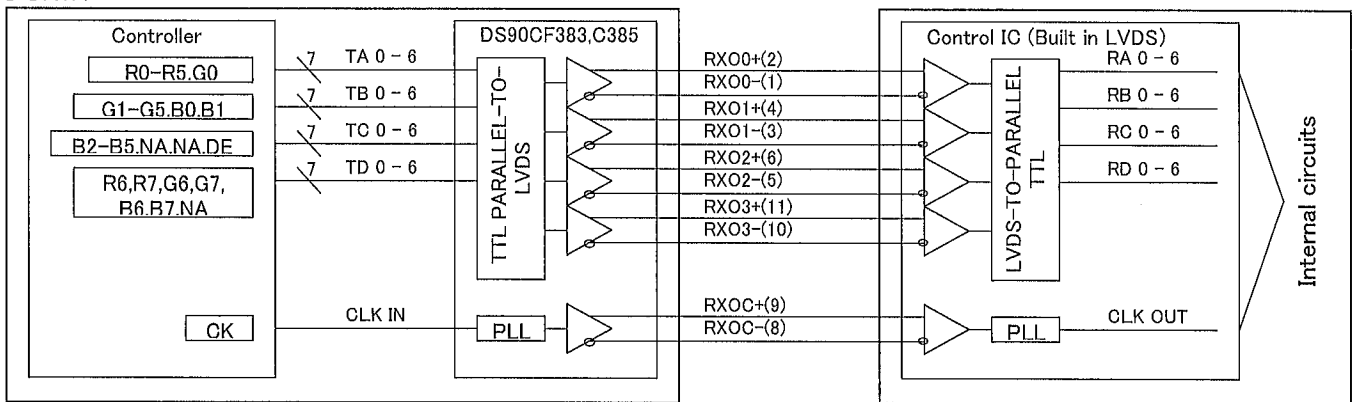 Controller
R0-R5.G0
G1-G5.B0.B1
B2-B5.NA.NA.DE
R6,R7,G6,G7,
B6.B7.NA
CK
7 TA 0 - 6
7 TB 0 - 6
7 TC 0 - 6
7 TD 0 - 6
CLK IN
DS90CF383,C385
TTL PARALLEL-TO-
LVDS
PLL
RXO0+(2)
RXO0-(1)
RXO1+(4)
RXO1-(3)
RXO2+(6)
RXO2-(5)
RXO3+(11)
RXO3-(10)
RXOC+(9)
RXOC-(8)
Control IC (Built in LVDS)
LVDS-TO-PARALLEL
TTL
PLL
RA 0 - 6
RB 0 - 6
RC 0 - 6
RD 0 - 6
CLK OUT
Internal circuits